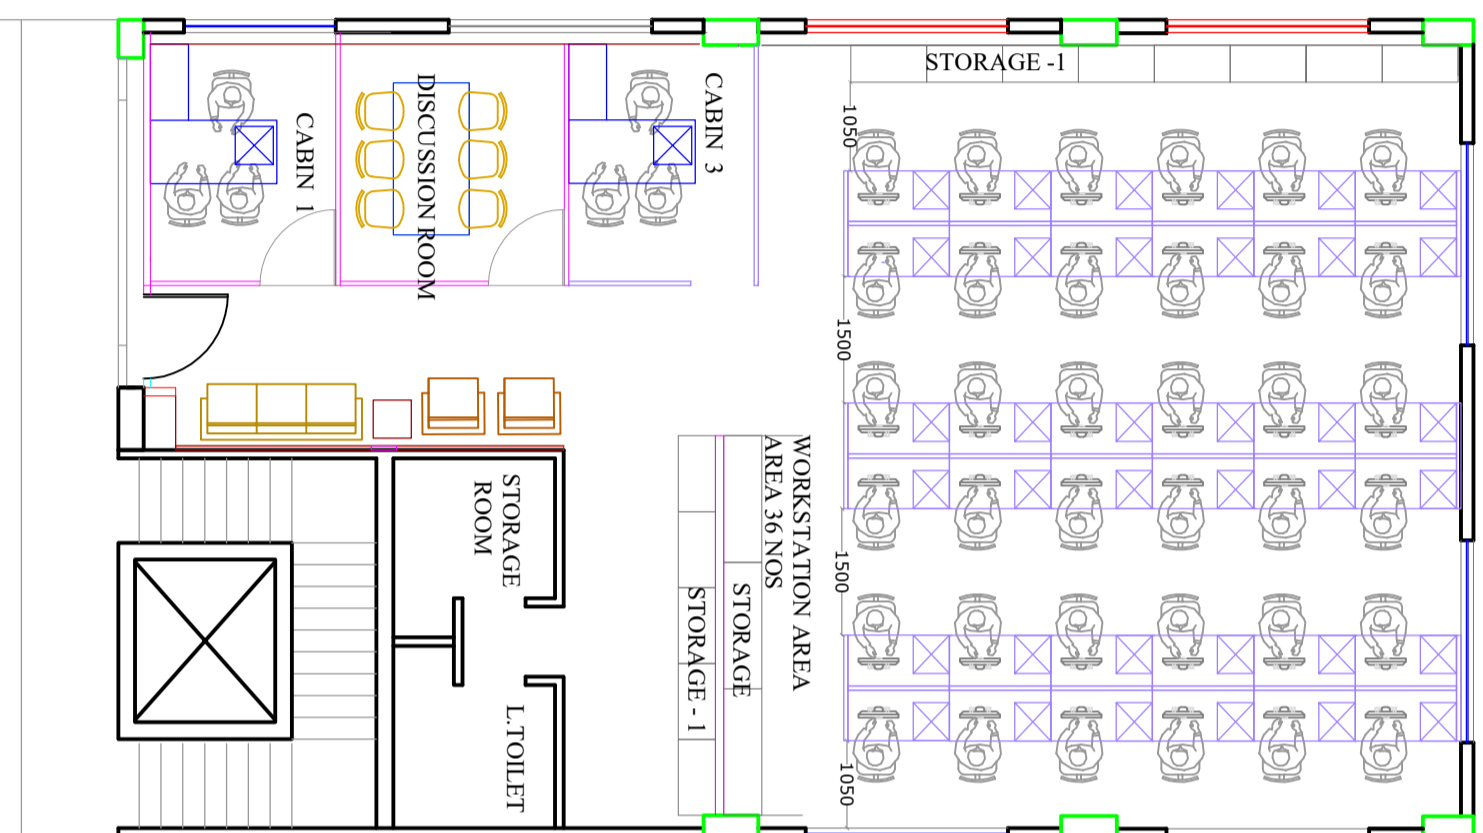 STORAGE -1
CABIN 1
DISCUSSION ROOM
CABIN 3
1050
1500
WORKSTATION AREA
AREA 36 NOS
STORAGE
ROOM
STORAGE
STORAGE - 1
1500
L.TOILET
1050